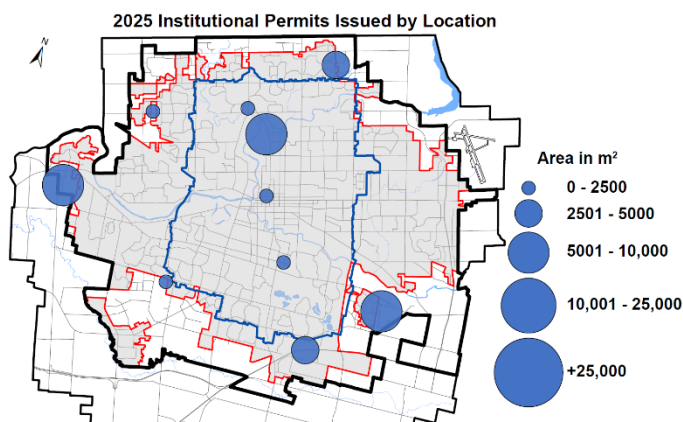 2025 Institutional Permits Issued by Location
N
Area in m²
0 - 2500
2501 - 5000
5001 - 10,000
10,001 - 25,000
+25,000